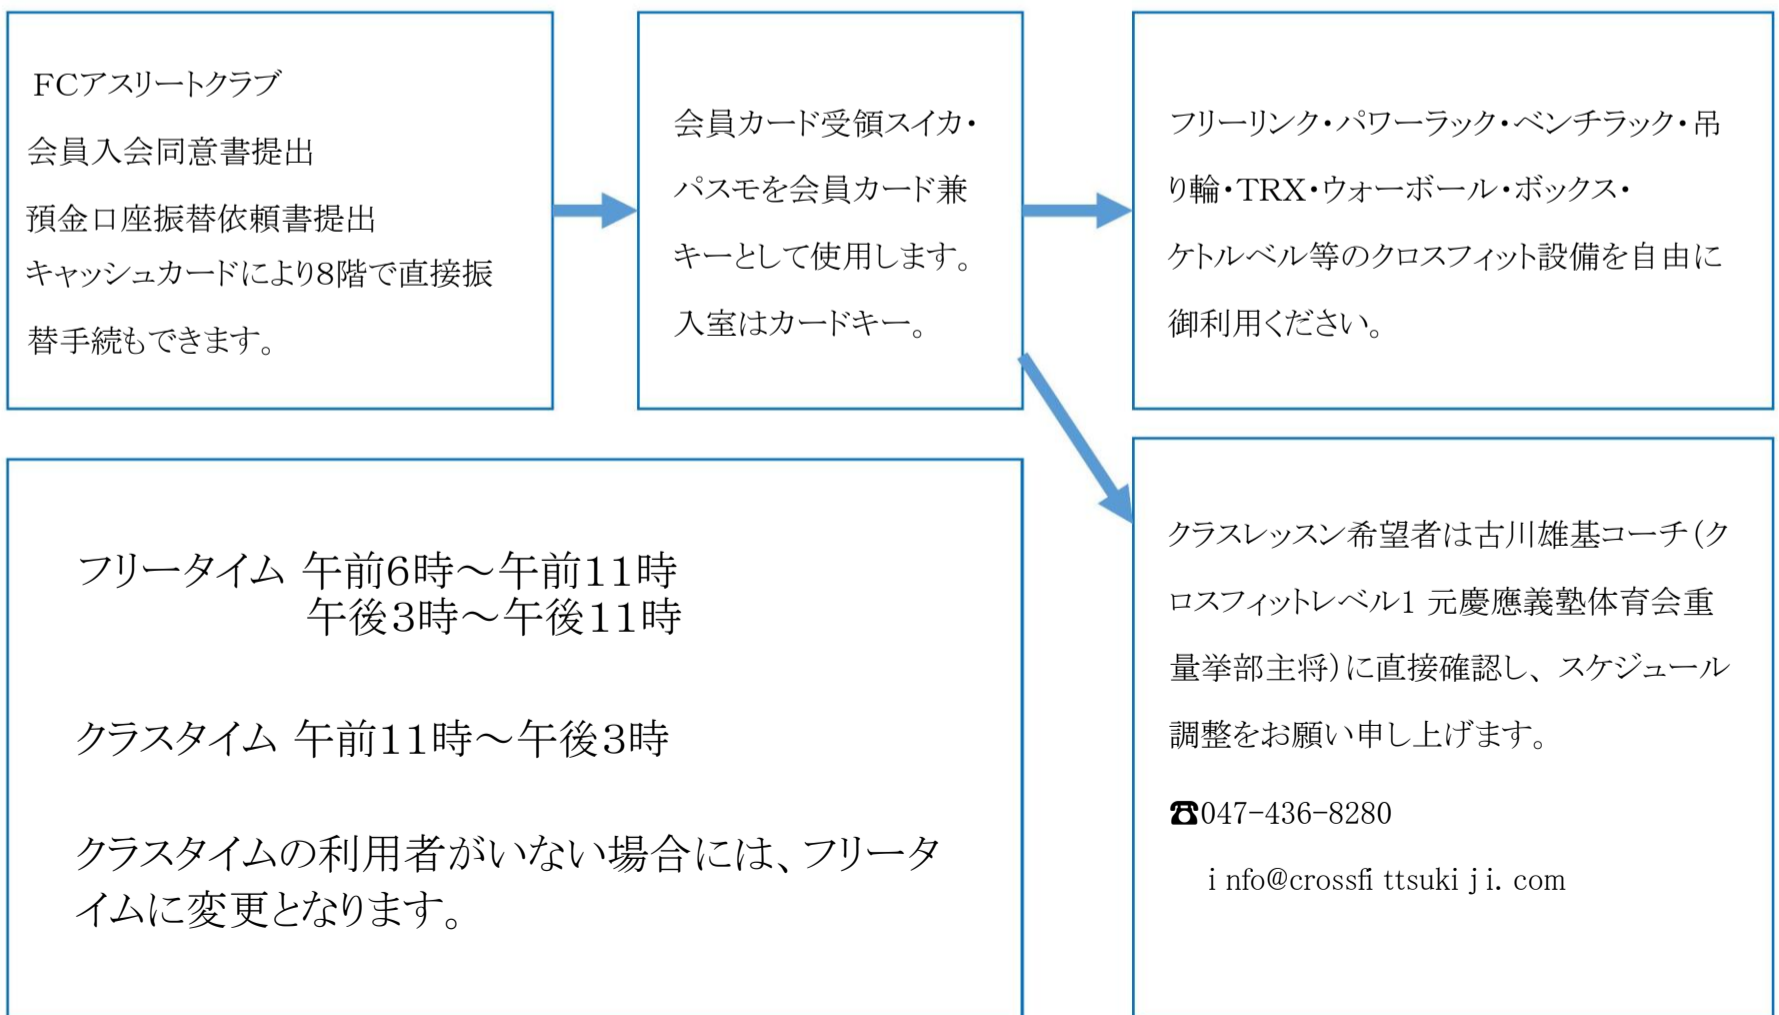 FCアスリートクラブ
会員入会同意書提出
預金口座振替依頼書提出
キャッシュカードにより8階で直接振
替手続もできます。
会員カード受領スイカ・
パスモを会員カード兼
キーとして使用します。
入室はカードキー。
フリーリンク・パワーラック・ベンチラック・吊
り輪・TRX・ウォーボール・ボックス・
ケトルベル等のクロスフィット設備を自由に
御利用ください。
フリータイム 午前6時～午前11時
午後3時～午後11時
クラスタイム 午前11時～午後3時
クラスタイムの利用者がいない場合には、フリータ
イムに変更となります。
クラスレッスン希望者は古川雄基コーチ(ク
ロスフィットレベル1 元慶應義塾体育会重
量挙部主将)に直接確認し、スケジュール
調整をお願い申し上げます。
☎047-436-8280
info@crossfittsukiji.com